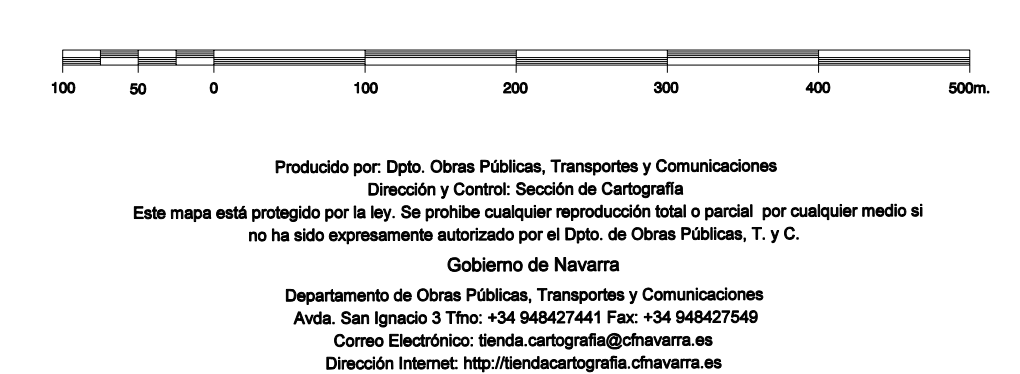 100 50 0 100 200 300 400 500m.
Producido por: Dpto. Obras Públicas, Transportes y Comunicaciones
Dirección y Control: Sección de Cartografía
Este mapa está protegido por la ley. Se prohibe cualquier reproducción total o parcial por cualquier medio si
no ha sido expresamente autorizado por el Dpto. de Obras Públicas, T. y C.
Gobierno de Navarra
Departamento de Obras Públicas, Transportes y Comunicaciones
Avda. San Ignacio 3 Tfno: +34 948427441 Fax: +34 948427549
Correo Electrónico: tienda.cartografia@cfnavarra.es
Dirección Internet: http://tiendacartografia.cfnavarra.es